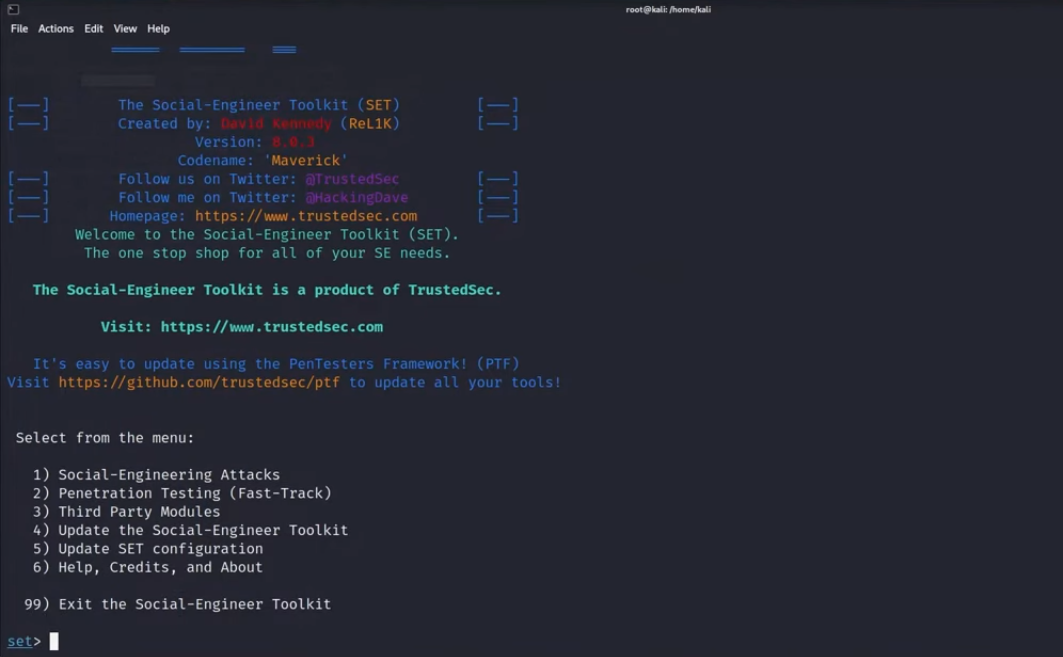 root@kali: /home/kali
File Actions Edit View Help
[---] The Social-Engineer Toolkit (SET) [---]
[---] Created by: David Kennedy (ReL1K) [---]
Version: 8.0.3
Codename: 'Maverick'
[---] Follow us on Twitter: @TrustedSec [---]
[---] Follow me on Twitter: @HackingDave [---]
[---] Homepage: https://www.trustedsec.com [---]
Welcome to the Social-Engineer Toolkit (SET).
The one stop shop for all of your SE needs.
The Social-Engineer Toolkit is a product of TrustedSec.
Visit: https://www.trustedsec.com
It's easy to update using the PenTesters Framework! (PTF)
Visit https://github.com/trustedsec/ptf to update all your tools!
Select from the menu:
1) Social-Engineering Attacks
2) Penetration Testing (Fast-Track)
3) Third Party Modules
4) Update the Social-Engineer Toolkit
5) Update SET configuration
6) Help, Credits, and About
99) Exit the Social-Engineer Toolkit
set>